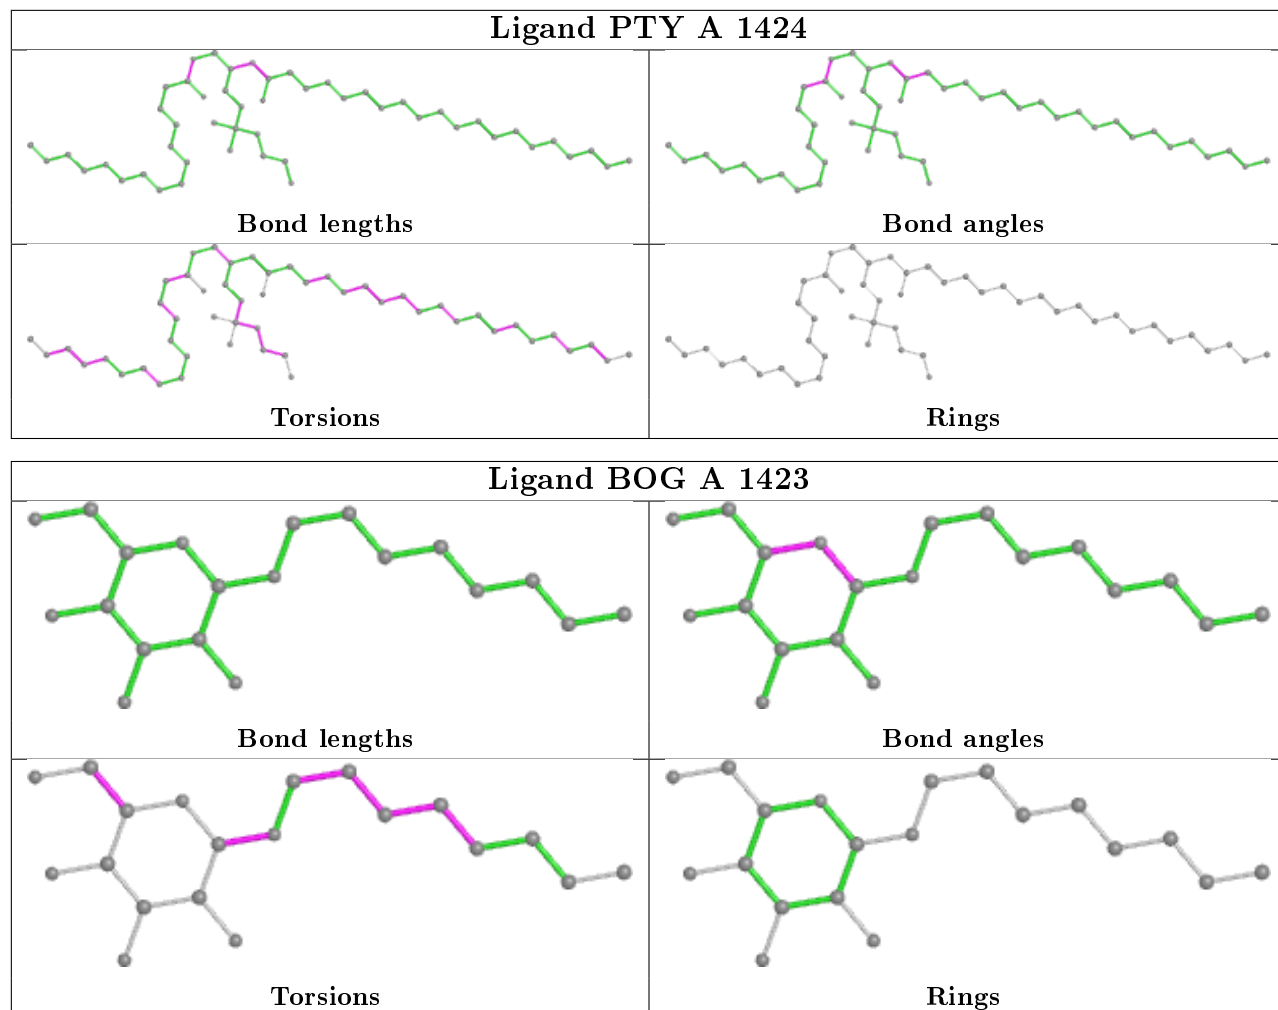 Ligand PTY A 1424
Bond lengths
Bond angles
Torsions
Rings
Ligand BOG A 1423
Bond lengths
Bond angles
Torsions
Rings